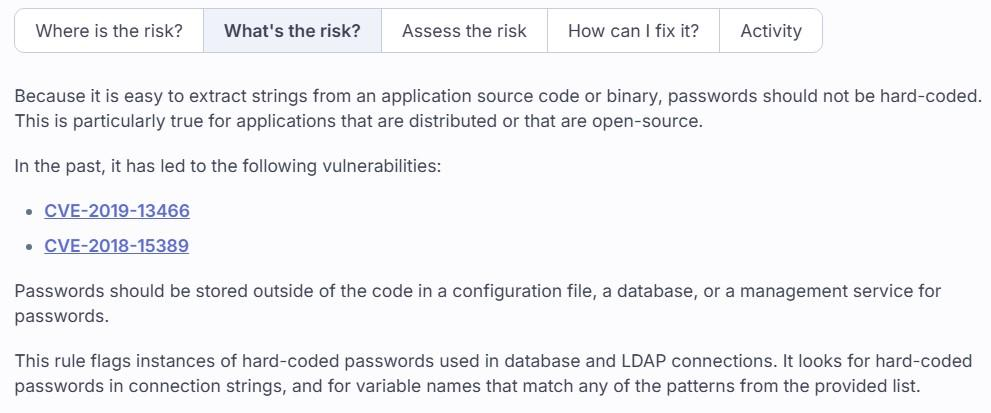 Where is the risk?
What's the risk?
Assess the risk
How can I fix it?
Activity
Because it is easy to extract strings from an application source code or binary, passwords should not be hard-coded.
This is particularly true for applications that are distributed or that are open-source.
In the past, it has led to the following vulnerabilities:
• CVE-2019-13466
• CVE-2018-15389
Passwords should be stored outside of the code in a configuration file, a database, or a management service for
passwords.
This rule flags instances of hard-coded passwords used in database and LDAP connections. It looks for hard-coded
passwords in connection strings, and for variable names that match any of the patterns from the provided list.